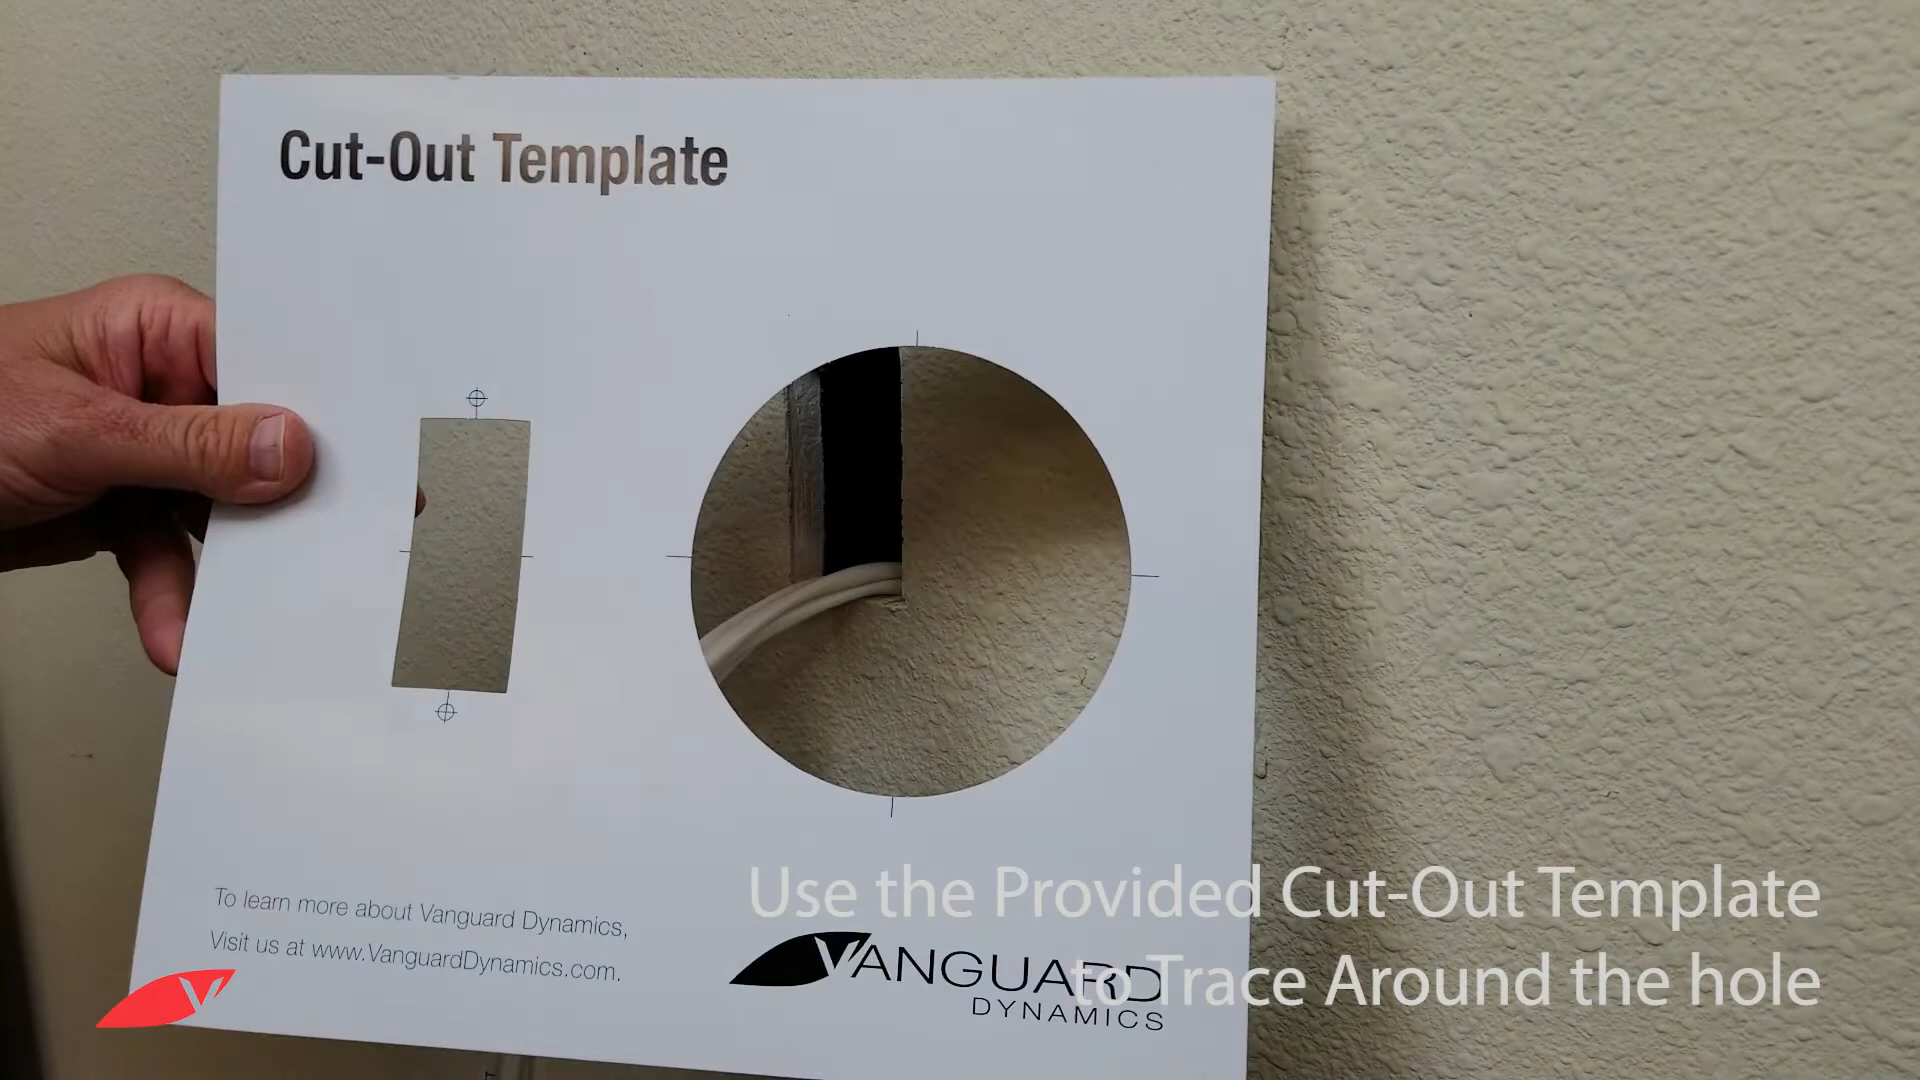 Cut-Out Template
To learn more about Vanguard Dynamics,
Visit us at www.VanguardDynamics.com.
VANGUARD
DYNAMICS
Use the Provided Cut-Out Template
to Trace Around the hole